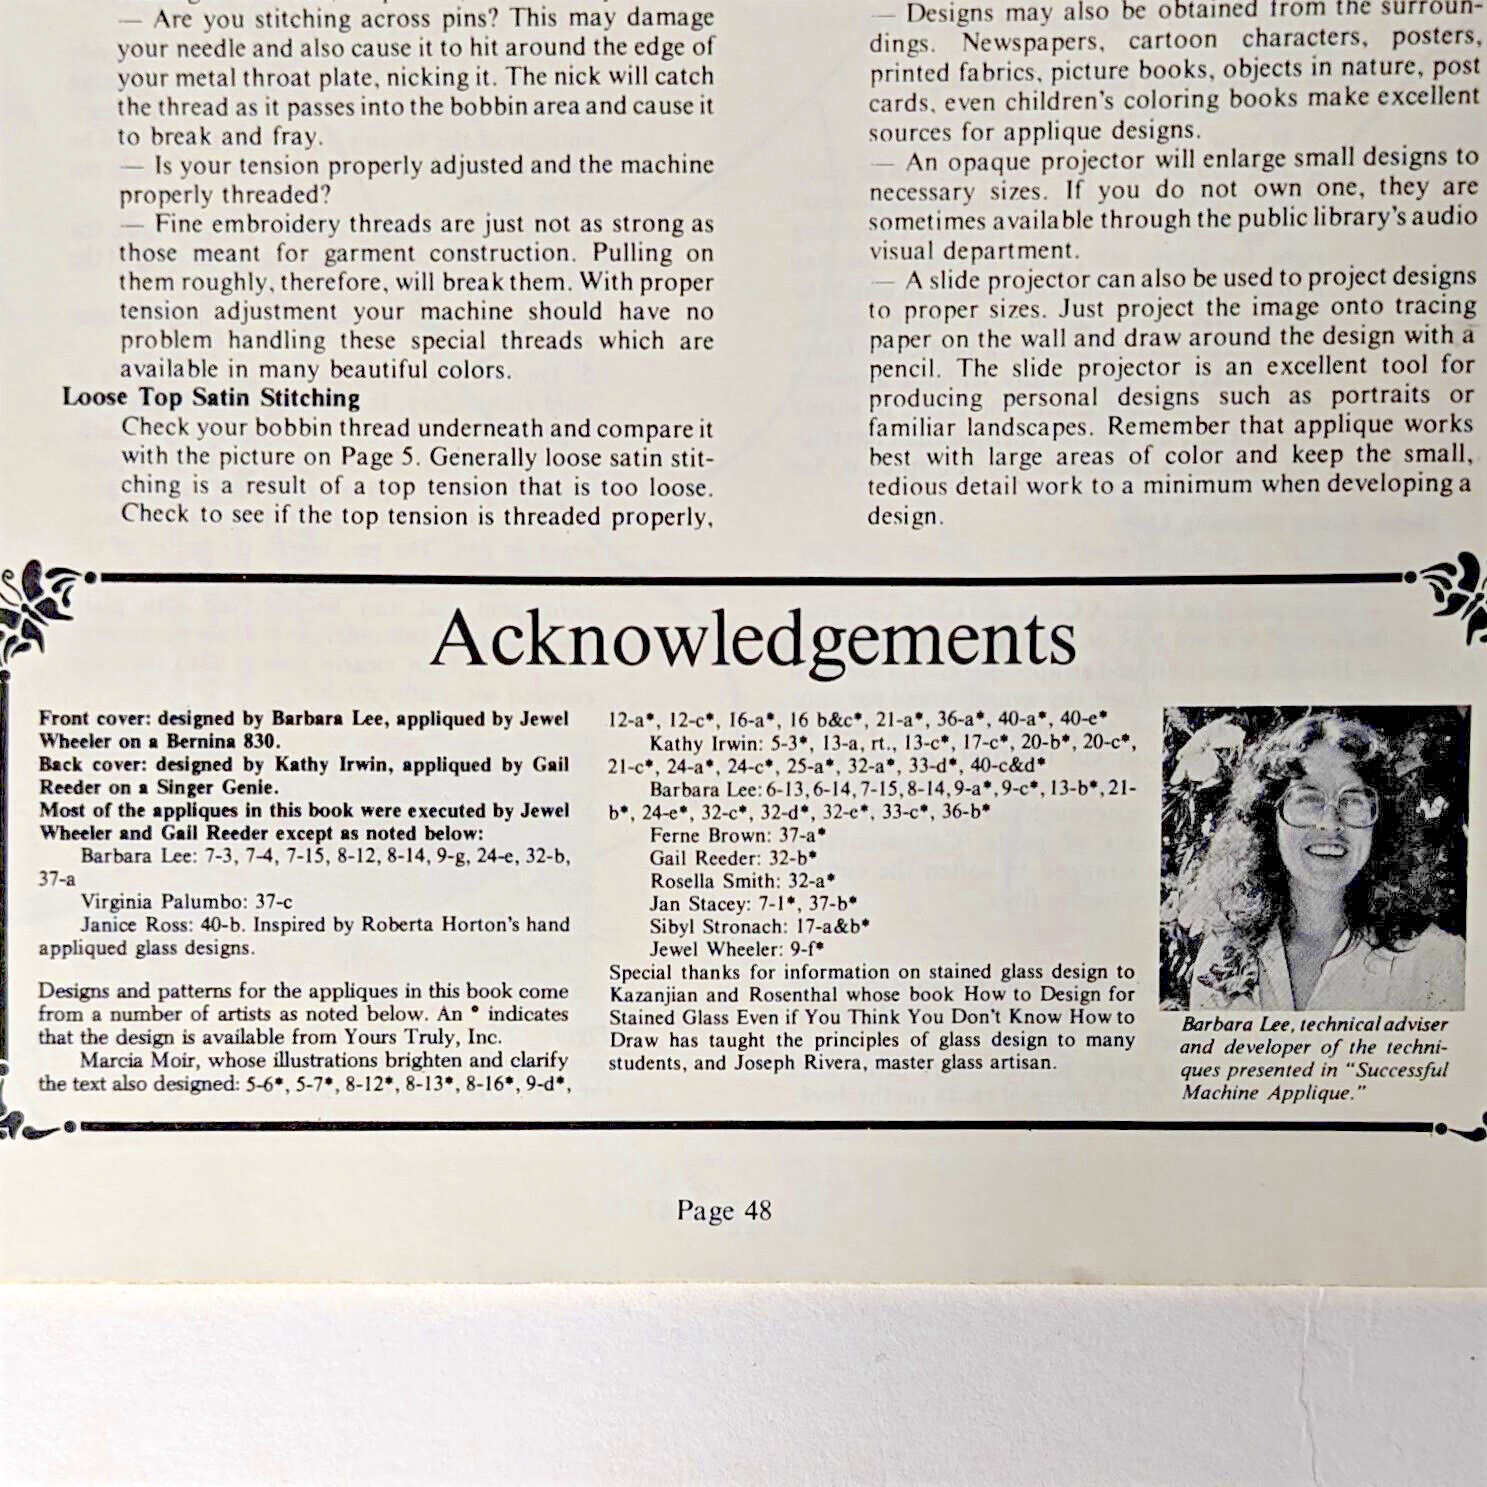 — Are you stitching across pins? This may damage
your needle and also cause it to hit around the edge of
your metal throat plate, nicking it. The nick will catch
the thread as it passes into the bobbin area and cause it
to break and fray.
— Is your tension properly adjusted and the machine
properly threaded?
— Fine embroidery threads are just not as strong as
those meant for garment construction. Pulling on
them roughly, therefore, will break them. With proper
tension adjustment your machine should have no
problem handling these special threads which are
available in many beautiful colors.
Loose Top Satin Stitching
Check your bobbin thread underneath and compare it
with the picture on Page 5. Generally loose satin stit-
ching is a result of a top tension that is too loose.
Check to see if the top tension is threaded properly,
— Designs may also be obtained from the surroun-
dings. Newspapers, cartoon characters, posters,
printed fabrics, picture books, objects in nature, post
cards, even children's coloring books make excellent
sources for applique designs.
— An opaque projector will enlarge small designs to
necessary sizes. If you do not own one, they are
sometimes available through the public library's audio
visual department.
— A slide projector can also be used to project designs
to proper sizes. Just project the image onto tracing
paper on the wall and draw around the design with a
pencil. The slide projector is an excellent tool for
producing personal designs such as portraits or
familiar landscapes. Remember that applique works
best with large areas of color and keep the small,
tedious detail work to a minimum when developing a
design.
Acknowledgements
Front cover: designed by Barbara Lee, appliqued by Jewel
Wheeler on a Bernina 830.
Back cover: designed by Kathy Irwin, appliqued by Gail
Reeder on a Singer Genie.
Most of the appliques in this book were executed by Jewel
Wheeler and Gail Reeder except as noted below:
Barbara Lee: 7-3, 7-4, 7-15, 8-12, 8-14, 9-g, 24-e, 32-b,
37-a
Virginia Palumbo: 37-c
Janice Ross: 40-b. Inspired by Roberta Horton's hand
appliqued glass designs.
Designs and patterns for the appliques in this book come
from a number of artists as noted below. An * indicates
that the design is available from Yours Truly, Inc.
Marcia Moir, whose illustrations brighten and clarify
the text also designed: 5-6*, 5-7*, 8-12*, 8-13*, 8-16*, 9-d*,
12-a*, 12-c*, 16-a*, 16 b&c*, 21-a*, 36-a*, 40-a*, 40-e*
Kathy Irwin: 5-3*, 13-a, rt., 13-c*, 17-c*, 20-b*, 20-c*,
21-c*, 24-a*, 24-c*, 25-a*, 32-a*, 33-d*, 40-c&d*
Barbara Lee: 6-13, 6-14, 7-15, 8-14, 9-a*, 9-c*, 13-b*, 21-
b*, 24-e*, 32-c*, 32-d*, 32-e*, 33-c*, 36-b*
Ferne Brown: 37-a*
Gail Reeder: 32-b*
Rosella Smith: 32-a*
Jan Stacey: 7-1*, 37-b*
Sibyl Stronach: 17-a&b*
Jewel Wheeler: 9-f*
Special thanks for information on stained glass design to
Kazanjian and Rosenthal whose book How to Design for
Stained Glass Even if You Think You Don't Know How to
Draw has taught the principles of glass design to many
students, and Joseph Rivera, master glass artisan.
Barbara Lee, technical adviser
and developer of the techni-
ques presented in "Successful
Machine Applique."
Page 48